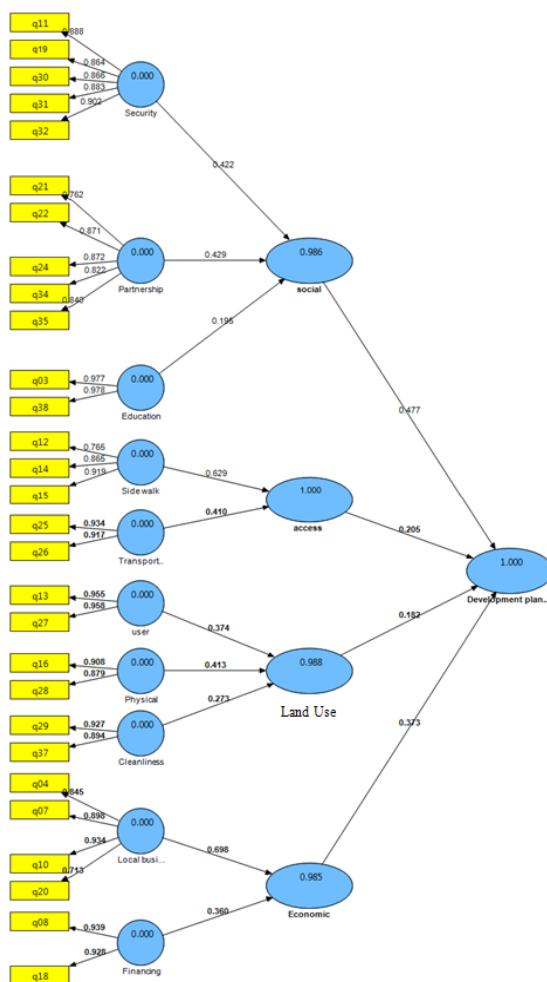 q11
0.888
q19
0.864
0.000
q30
0.866
q31
0.883
q32
0.902
Security
0.422
q21
0.762
q22
0.871
0.000
q24
0.872
q34
0.822
q35
0.840
Partnership
0.429
0.986
social
0.195
q03
0.977
q38
0.978
0.000
Education
0.477
q12
0.765
q14
0.865
q15
0.919
0.000
Sidewalk
0.629
1.000
access
q25
0.934
q26
0.917
0.000
Transport..
0.410
0.205
1.000
Development plan..
q13
0.955
q27
0.958
0.000
user
0.374
0.182
q16
0.908
q28
0.879
0.000
Physical
0.413
0.988
Land Use
q29
0.927
q37
0.894
0.000
Cleanliness
0.273
0.373
q04
0.845
q07
0.898
0.000
q10
0.934
q20
0.713
Local busi...
0.698
0.985
Economic
q08
0.939
q18
0.928
0.000
Financing
0.360